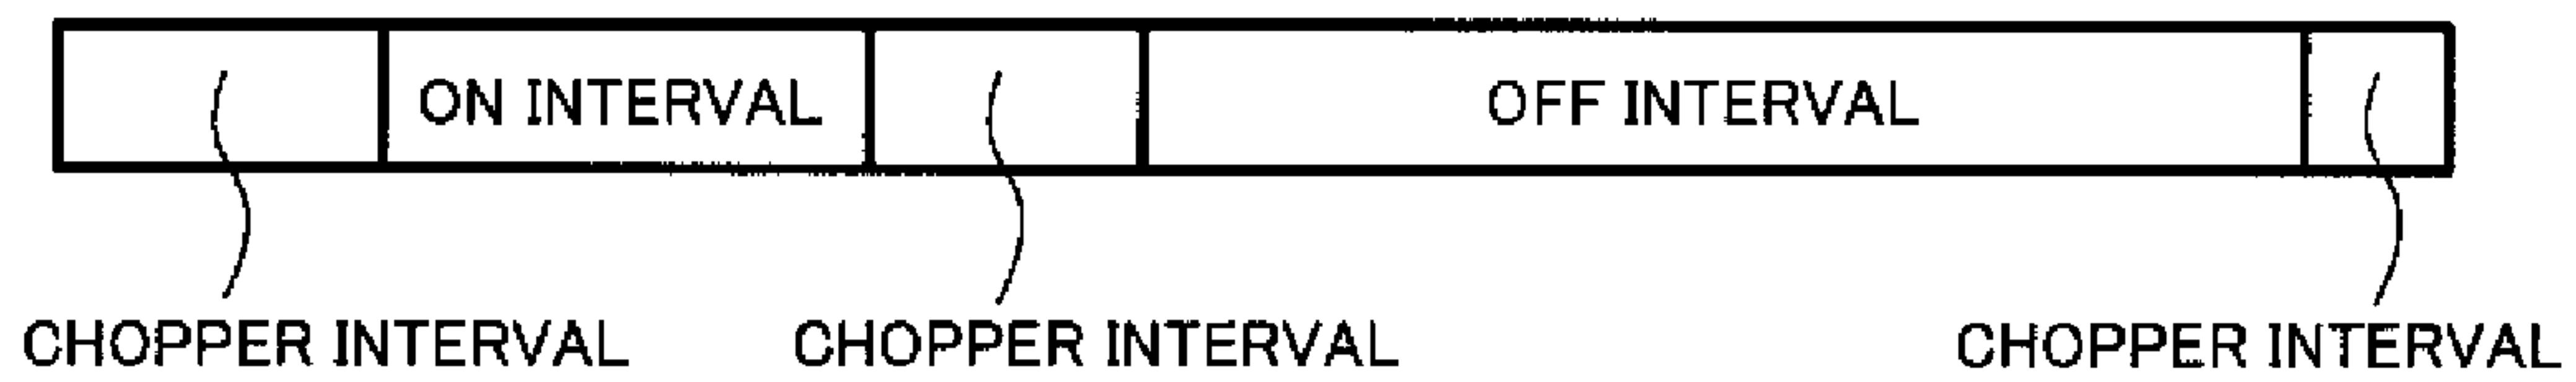 ON INTERVAL OFF INTERVAL
CHOPPER INTERVAL CHOPPER INTERVAL CHOPPER INTERVAL